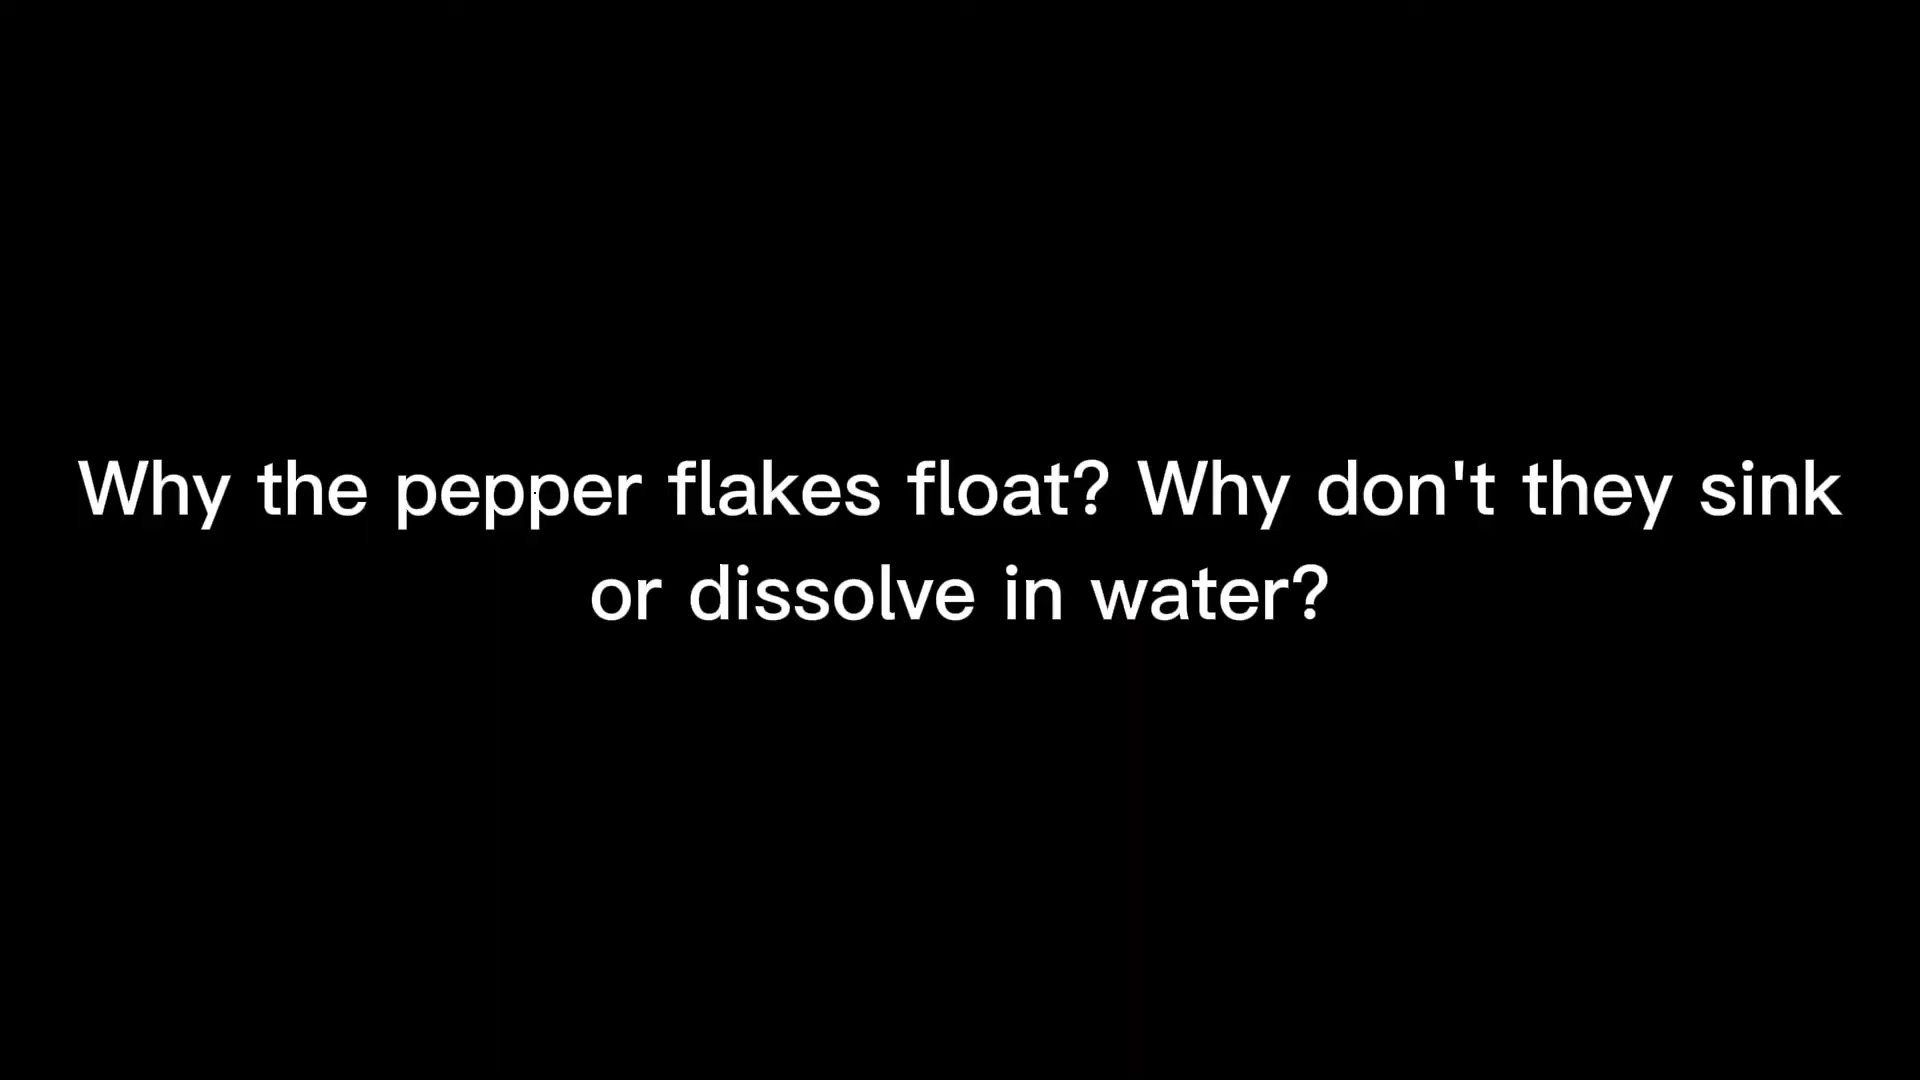 Why the pepper flakes float? Why don't they sink
or dissolve in water?